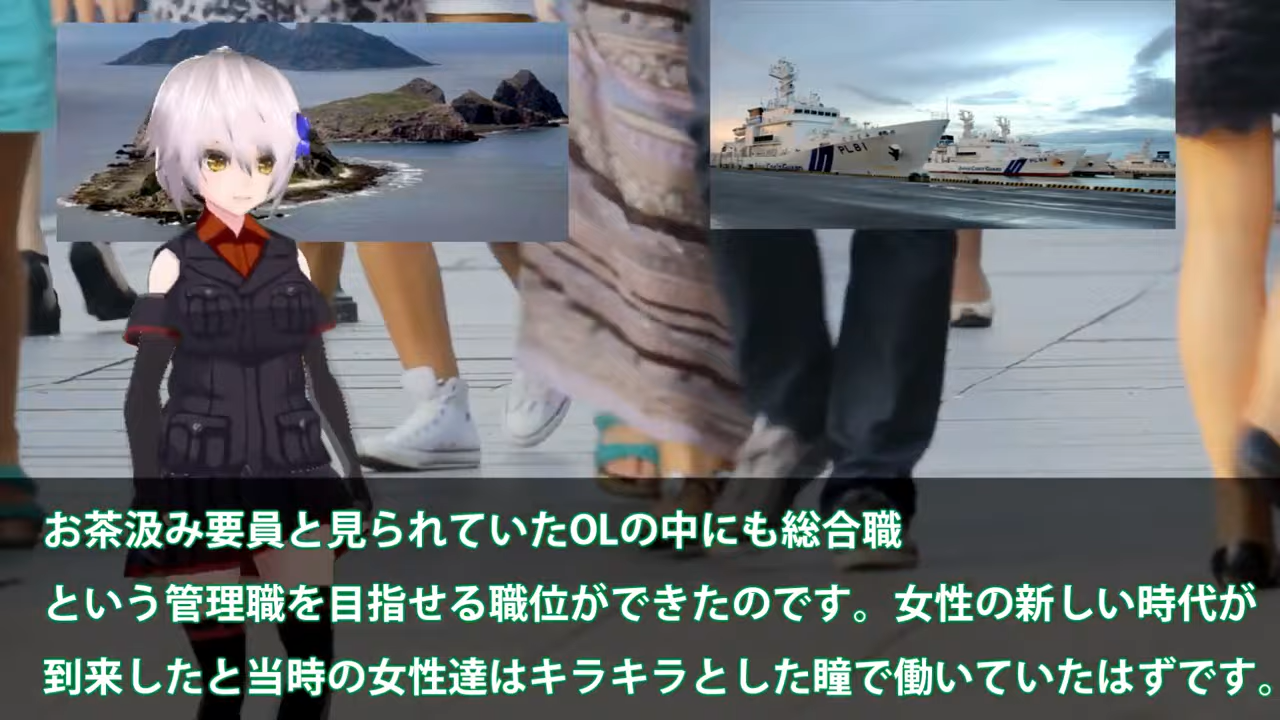 PL81
お茶汲み要員と見られていたOLの中にも総合職
という管理職を目指せる職位ができたのです。女性の新しい時代が
到来したと当時の女性達はキラキラとした瞳で働いていたはずです。